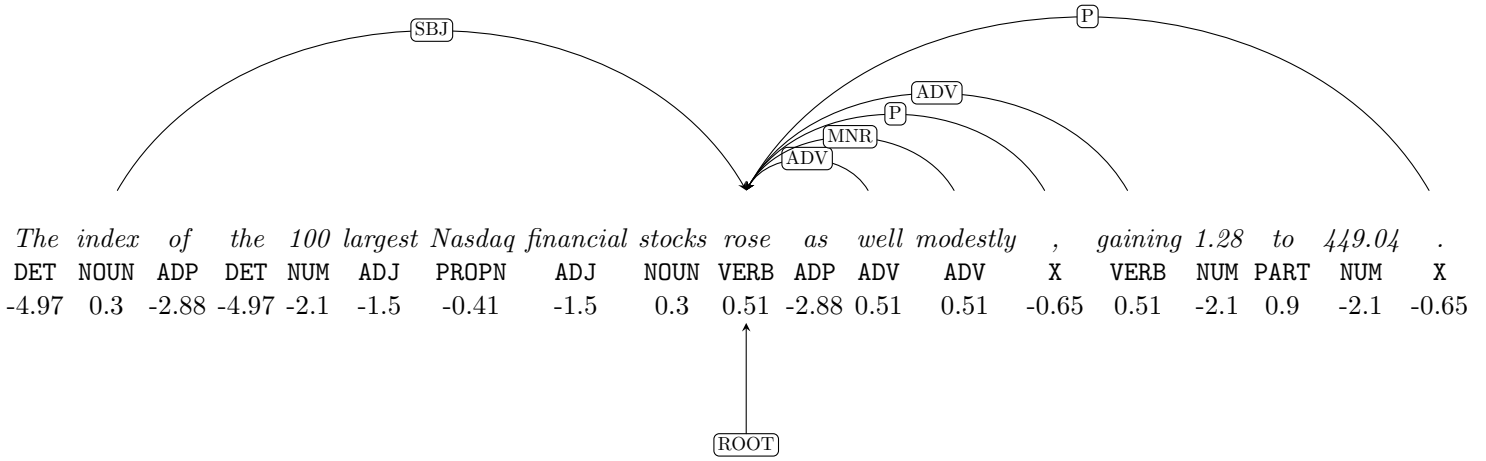 SBJ P
ADV
P
MNR
ADV
The index of the 100 largest Nasdaq financial stocks rose as well modestly , gaining 1.28 to 449.04 .
DET NOUN ADP DET NUM ADJ PROPN ADJ NOUN VERB ADP ADV ADV X VERB NUM PART NUM X
-4.97 0.3 -2.88 -4.97 -2.1 -1.5 -0.41 -1.5 0.3 0.51 -2.88 0.51 0.51 -0.65 0.51 -2.1 0.9 -2.1 -0.65
ROOT